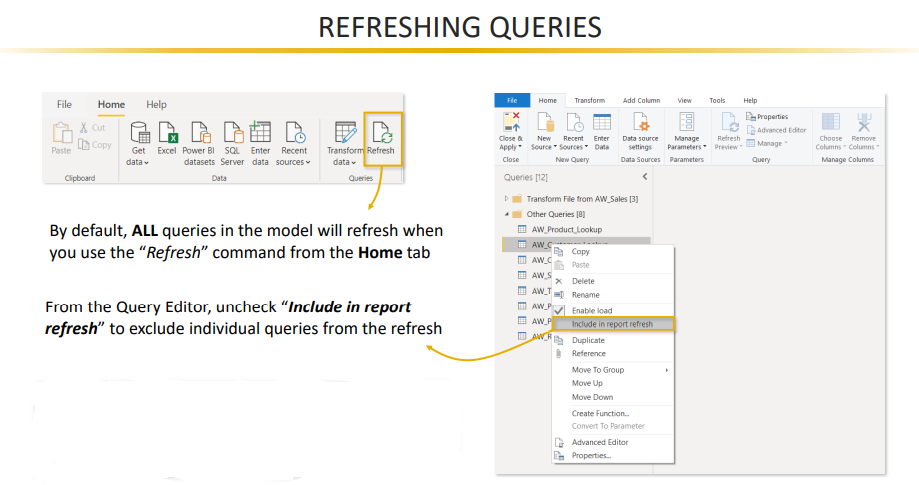 REFRESHING QUERIES
File Home Help
Cut
Copy
Paste
Get data
Excel
Power BI datasets
SQL Server
Enter data
Recent sources
Transform data
Refresh
Clipboard Data Queries
By default, ALL queries in the model will refresh when
you use the “Refresh” command from the Home tab
From the Query Editor, uncheck “Include in report
refresh” to exclude individual queries from the refresh
File Home Transform Add Column View Tools Help
Close & Apply
New Source
Recent Sources
Enter Data
Data source settings
Manage Parameters
Refresh Preview
Properties
Advanced Editor
Manage
Choose Columns
Remove Columns
Close New Query Data Sources Parameters Query Manage Columns
Queries [12]
Transform File from AW_Sales [3]
Other Queries [8]
AW_Product_Lookup
AW_Customer_Lookup
AW_C
AW_S
AW_T
AW_P
AW_P
AW_R
Copy
Paste
Delete
Rename
Enable load
Include in report refresh
Duplicate
Reference
Move To Group
Move Up
Move Down
Create Function...
Convert To Parameter
Advanced Editor
Properties...